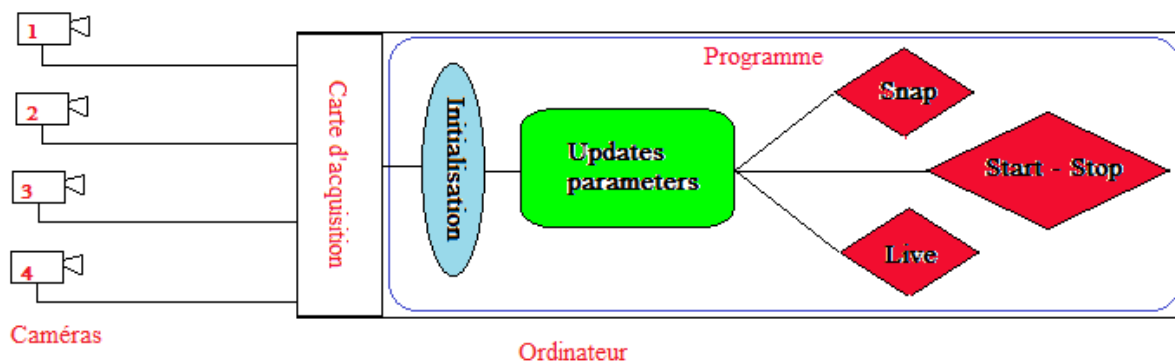 1
2
3
4
Caméras
Carte d'acquisition
Programme
Initialisation
Updates
parameters
Snap
Start - Stop
Live
Ordinateur